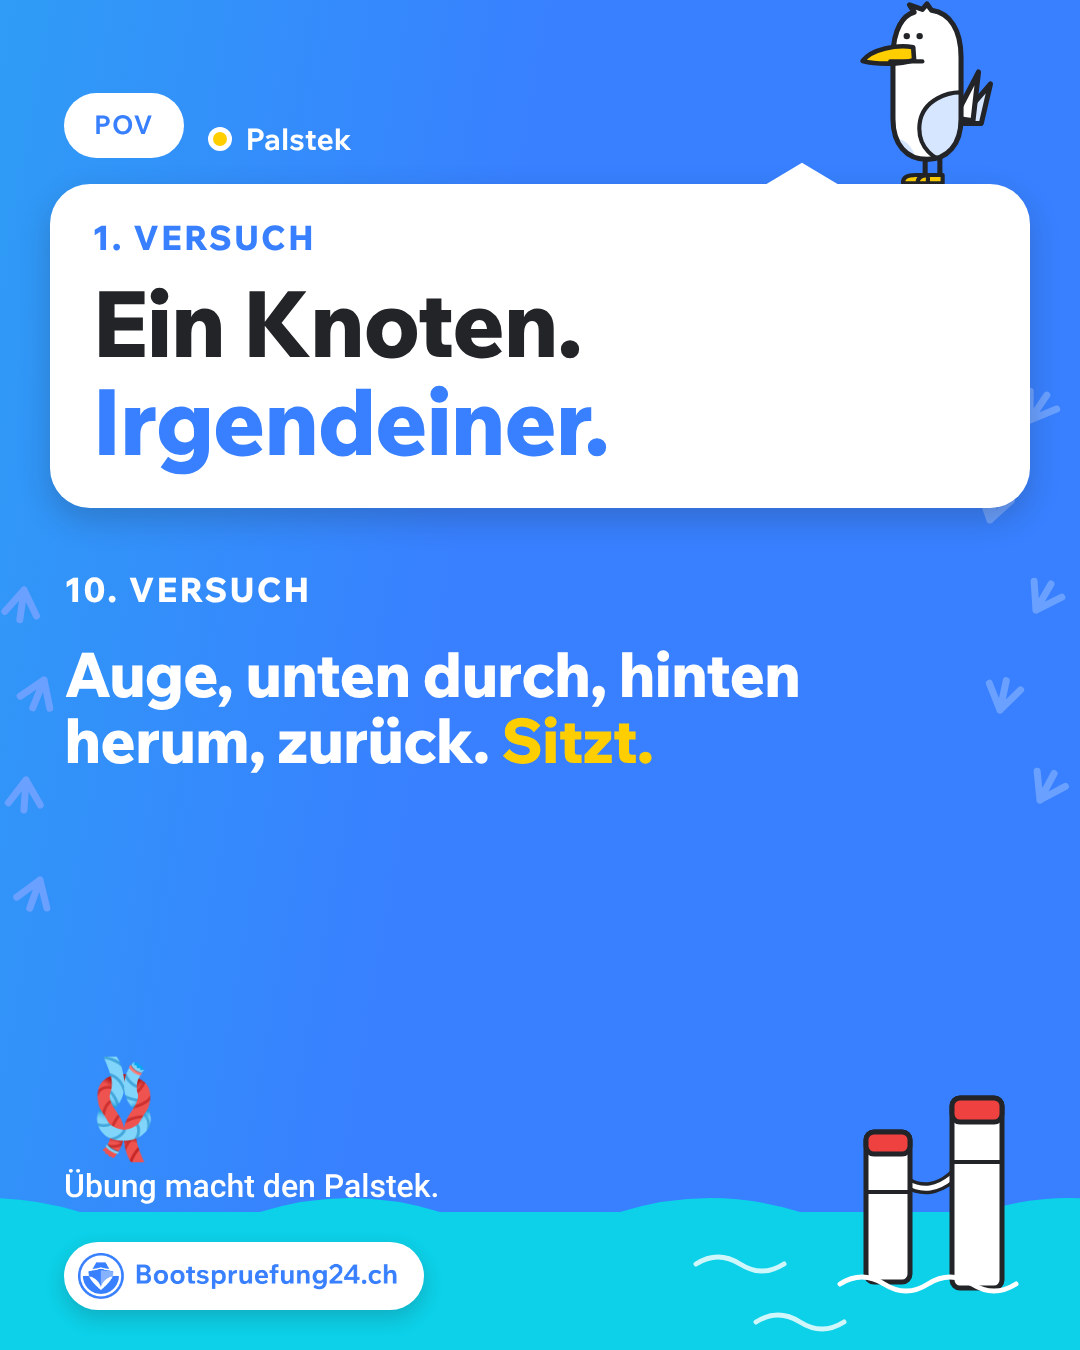 POV
Palstek
1. VERSUCH
Ein Knoten.
Irgendeiner.
10. VERSUCH
Auge, unten durch, hinten
herum, zurück. Sitzt.
Übung macht den Palstek.
Bootspruefung24.ch